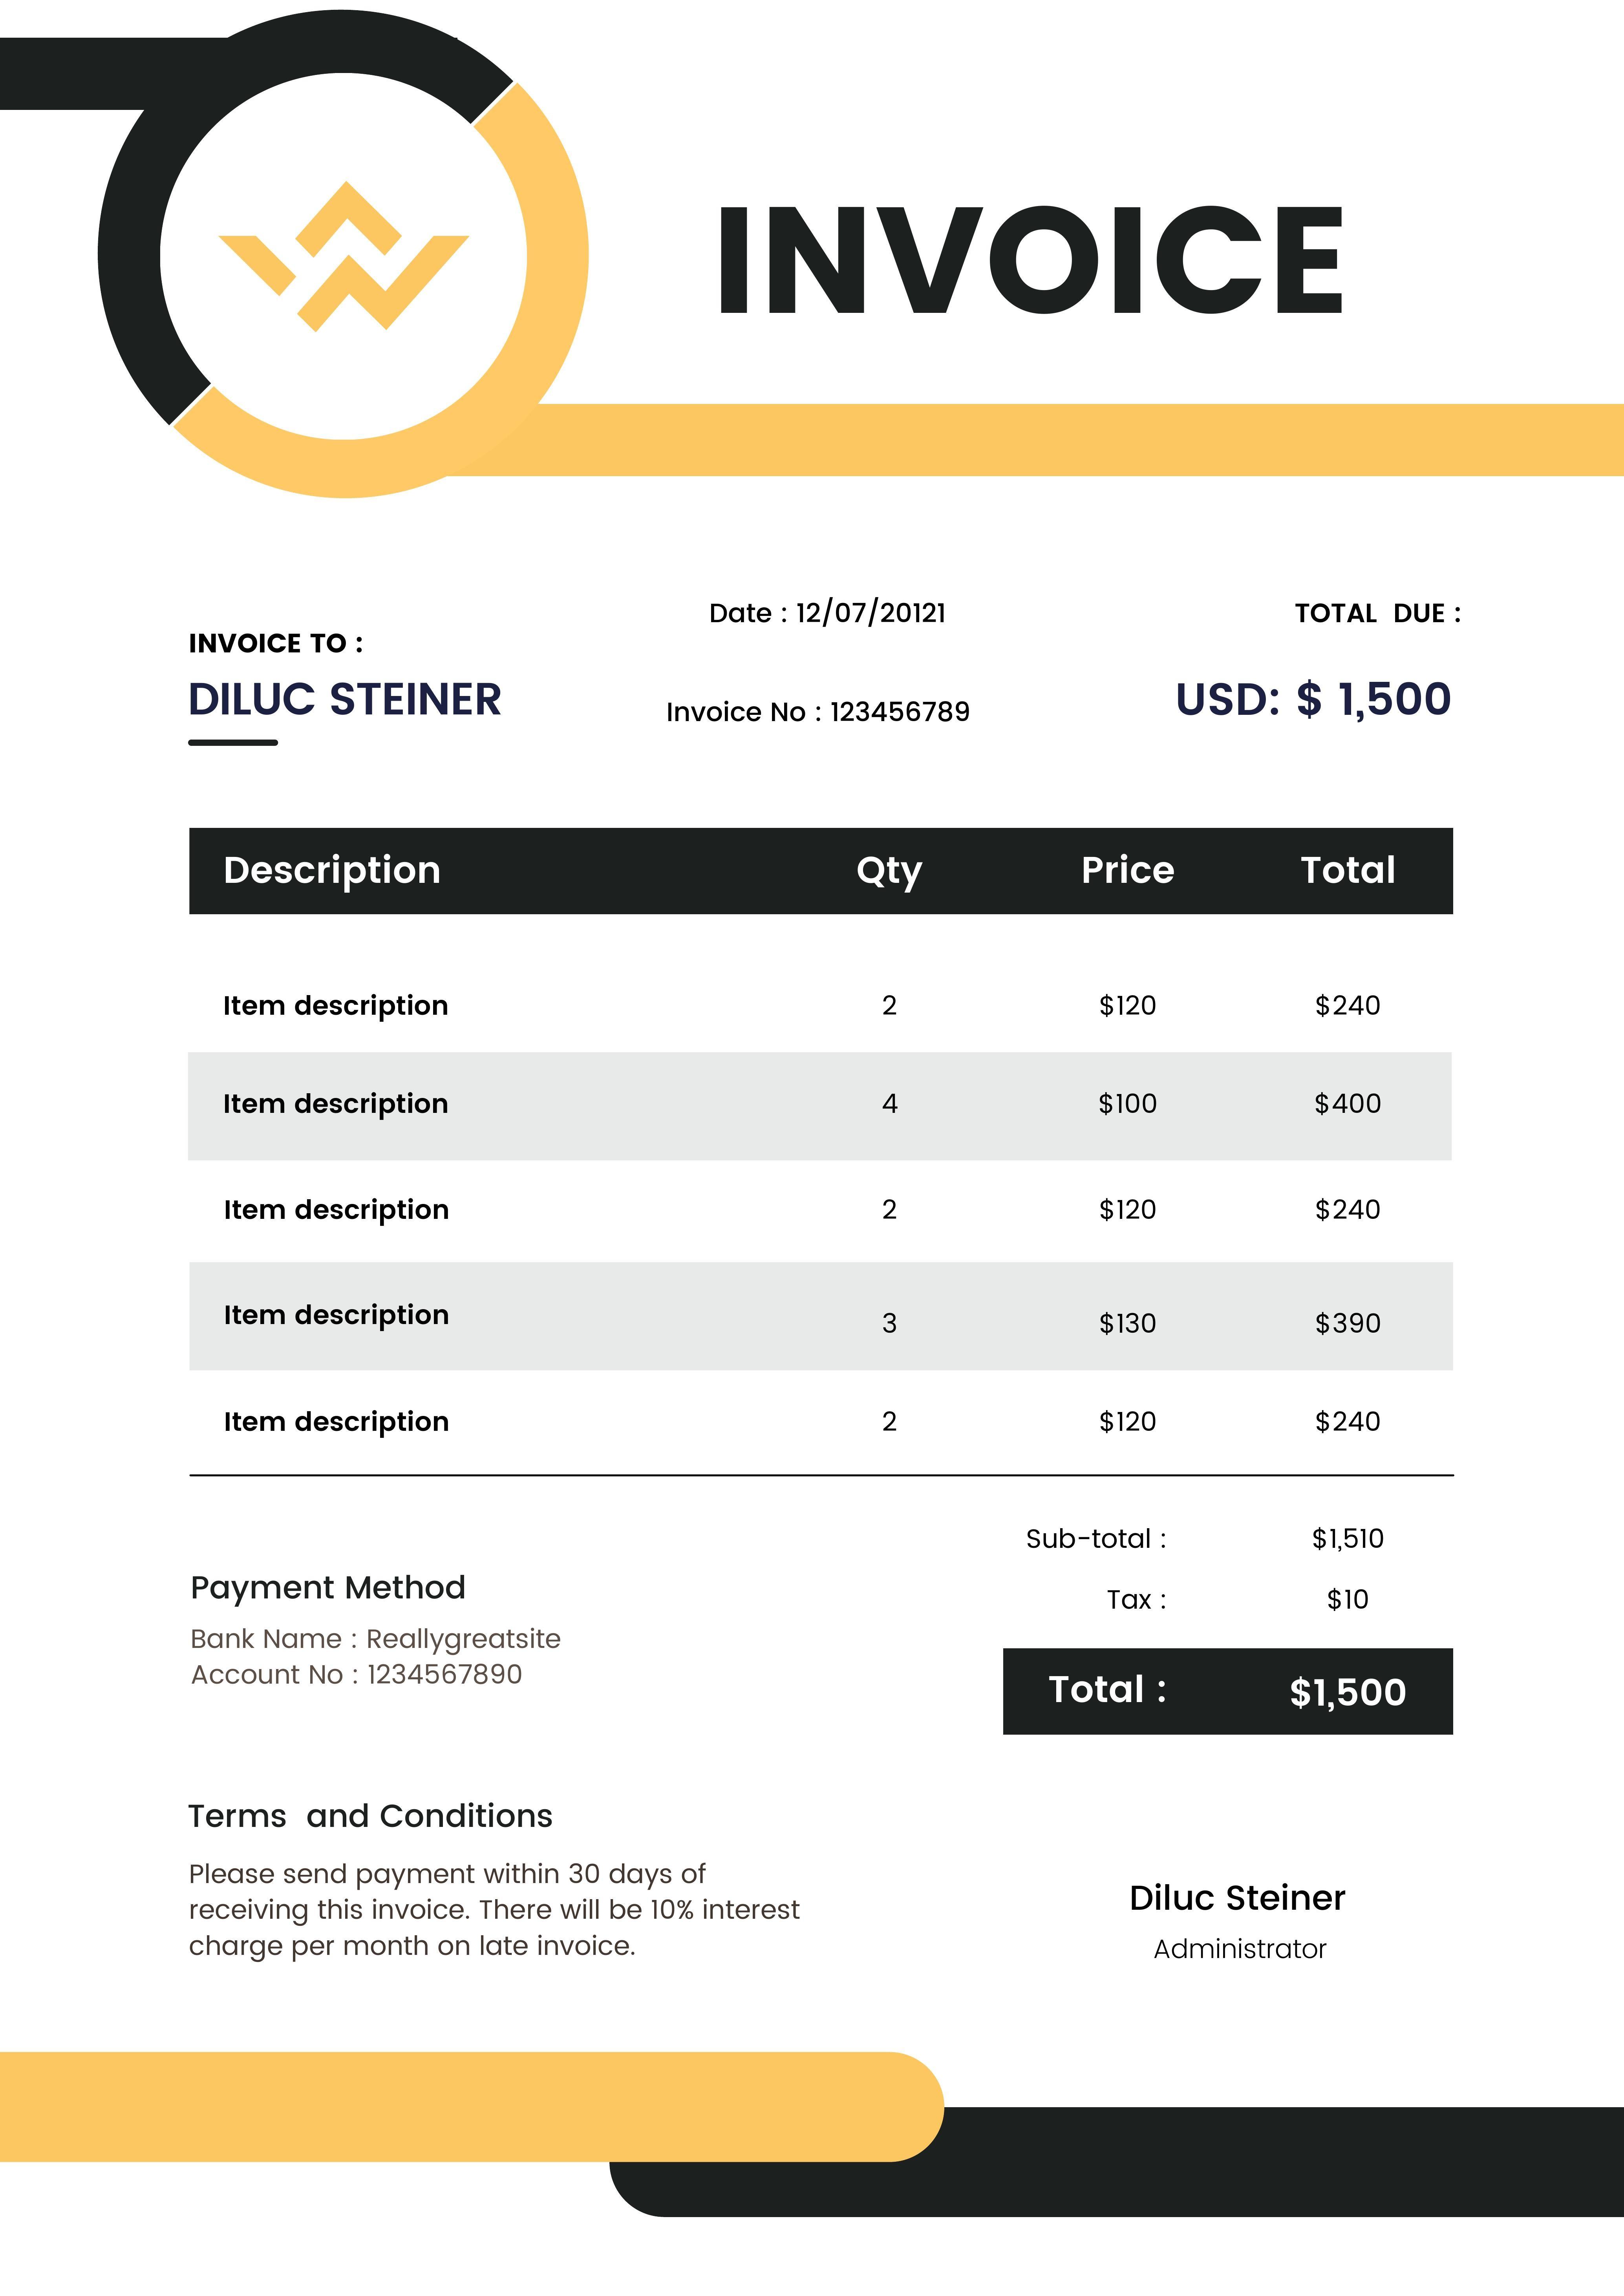 INVOICE
Date : 12/07/20121
TOTAL  DUE :
INVOICE TO :
DILUC STEINER
Invoice No : 123456789
USD: $ 1,500
Description Qty Price Total
Item description 2 $120 $240
Item description 4 $100 $400
Item description 2 $120 $240
Item description 3 $130 $390
Item description 2 $120 $240
Sub-total : $1,510
Tax : $10
Total : $1,500
Payment Method
Bank Name : Reallygreatsite
Account No : 1234567890
Terms  and Conditions
Please send payment within 30 days of
receiving this invoice. There will be 10% interest
charge per month on late invoice.
Diluc Steiner
Administrator